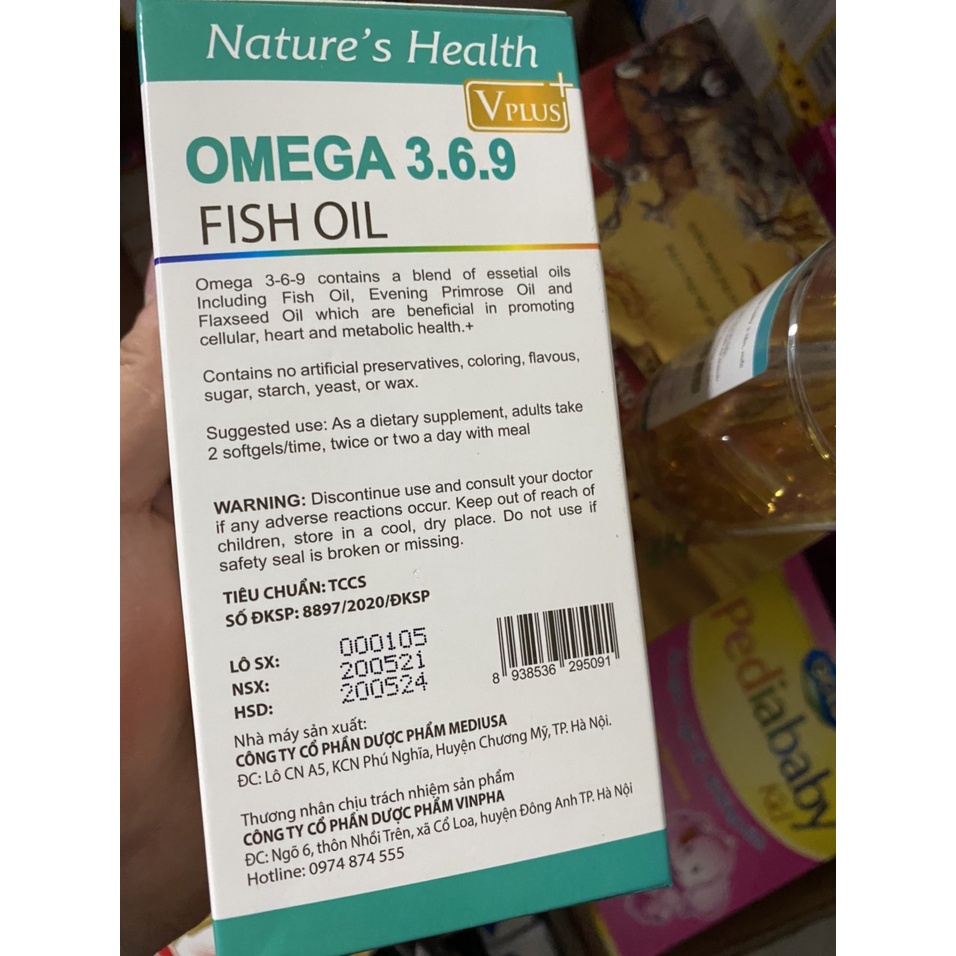 Nature's Health
V PLUS+
OMEGA 3.6.9
FISH OIL
Omega 3-6-9 contains a blend of essetial oils
Including Fish Oil, Evening Primrose Oil and
Flaxseed Oil which are beneficial in promoting
cellular, heart and metabolic health.+
Contains no artificial preservatives, coloring, flavous,
sugar, starch, yeast, or wax.
Suggested use: As a dietary supplement, adults take
2 softgels/time, twice or two a day with meal
WARNING: Discontinue use and consult your doctor
if any adverse reactions occur. Keep out of reach of
children, store in a cool, dry place. Do not use if
safety seal is broken or missing.
TIÊU CHUẨN: TCCS
SỐ ĐKSP: 8897/2020/ĐKSP
LÔ SX: 000105
NSX: 200521
HSD: 200524
8 938536 295091
Nhà máy sản xuất:
CÔNG TY CỔ PHẦN DƯỢC PHẨM MEDIUSA
ĐC: Lô CN A5, KCN Phú Nghĩa, Huyện Chương Mỹ, TP. Hà Nội.
Thương nhân chịu trách nhiệm sản phẩm
CÔNG TY CỔ PHẦN DƯỢC PHẨM VINPHA
ĐC: Ngõ 6, thôn Nhồi Trên, xã Cổ Loa, huyện Đông Anh TP. Hà Nội
Hotline: 0974 874 555
Pediababy